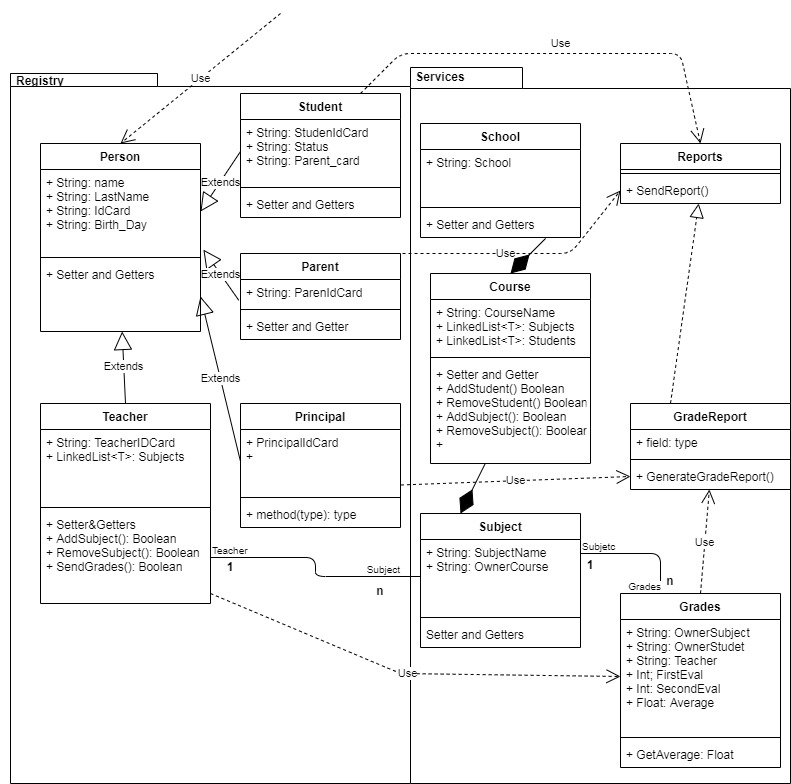 Use
Use
Registry
Services
Student
+ String: StudenIdCard
+ String: Status
+ String: Parent_card
+ Setter and Getters
School
+ String: School
+ Setter and Getters
Reports
+ SendReport()
Person
+ String: name
+ String: LastName
+ String: IdCard
+ String: Birth_Day
+ Setter and Getters
Extends
Extends
Use
Parent
+ String: ParenIdCard
+ Setter and Getter
Course
+ String: CourseName
+ LinkedList<T>: Subjects
+ LinkedList<T>: Students
+ Setter and Getter
+ AddStudent() Boolean
+ RemoveStudent() Boolean
+ AddSubject(): Boolean
+ RemoveSubject(): Boolear
+
Extends
Extends
Teacher
+ String: TeacherIDCard
+ LinkedList<T>: Subjects
+ Setter&Getters
+ AddSubject(): Boolean
+ RemoveSubject(): Boolean
+ SendGrades(): Boolean
Principal
+ PrincipalIdCard
+
+ method(type): type
GradeReport
+ field: type
+ GenerateGradeReport()
Use
Subject
+ String: SubjectName
+ String: OwnerCourse
Setter and Getters
Teacher
1
Subject
n
Subjetc
1
Grades
n
Use
Use
Grades
+ String: OwnerSubject
+ String: OwnerStudet
+ String: Teacher
+ Int; FirstEval
+ Int: SecondEval
+ Float: Average
+ GetAverage: Float